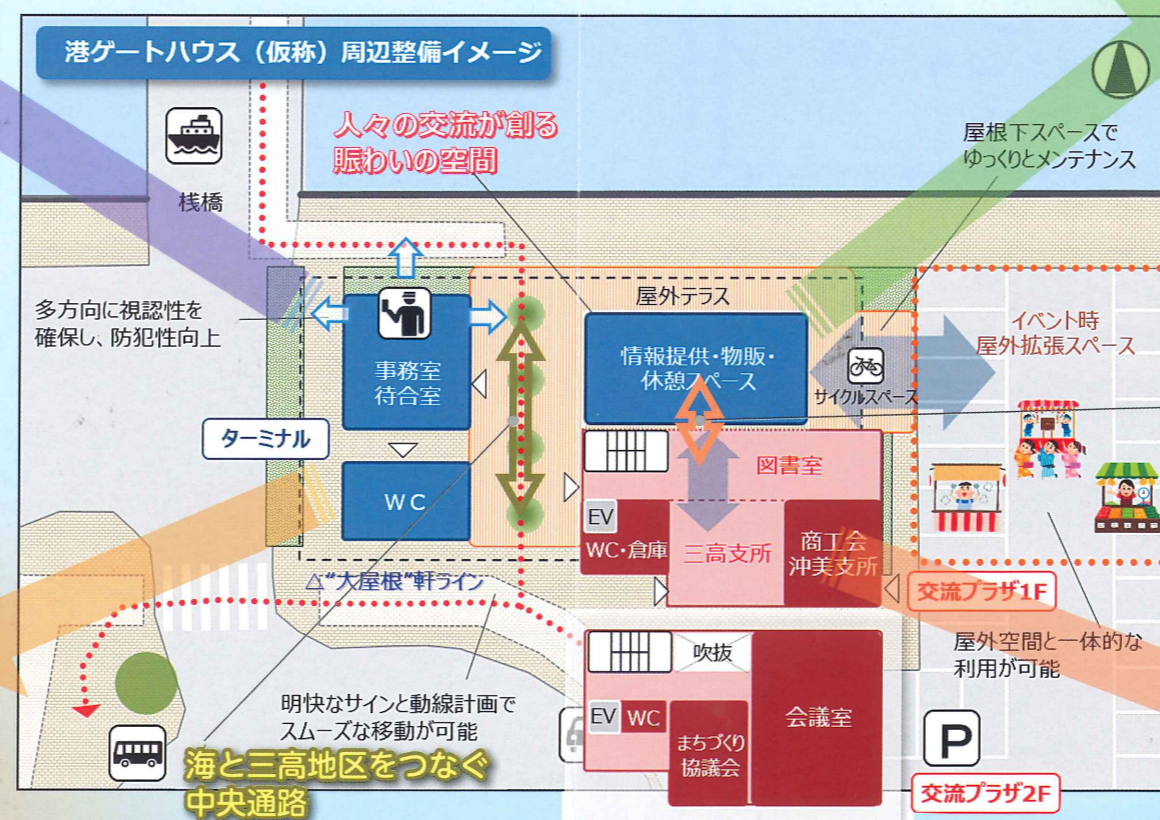 港ゲートハウス（仮称）周辺整備イメージ
人々の交流が創る
賑わいの空間
屋根下スペースで
ゆっくりとメンテナンス
桟橋
屋外テラス
多方向に視認性を
確保し、防犯性向上
イベント時
屋外拡張スペース
情報提供・物販・
休憩スペース
事務室
待合室
サイクルスペース
ターミナル
図書室
WC
EV
WC・倉庫
三高支所
商工会
沖美支所
△“大屋根”軒ライン
交流プラザ1F
屋外空間と一体的な
利用が可能
吹抜
明快なサインと動線計画で
スムーズな移動が可能
EV
WC
会議室
まちづくり
協議会
P
海と三高地区をつなぐ
中央通路
交流プラザ2F